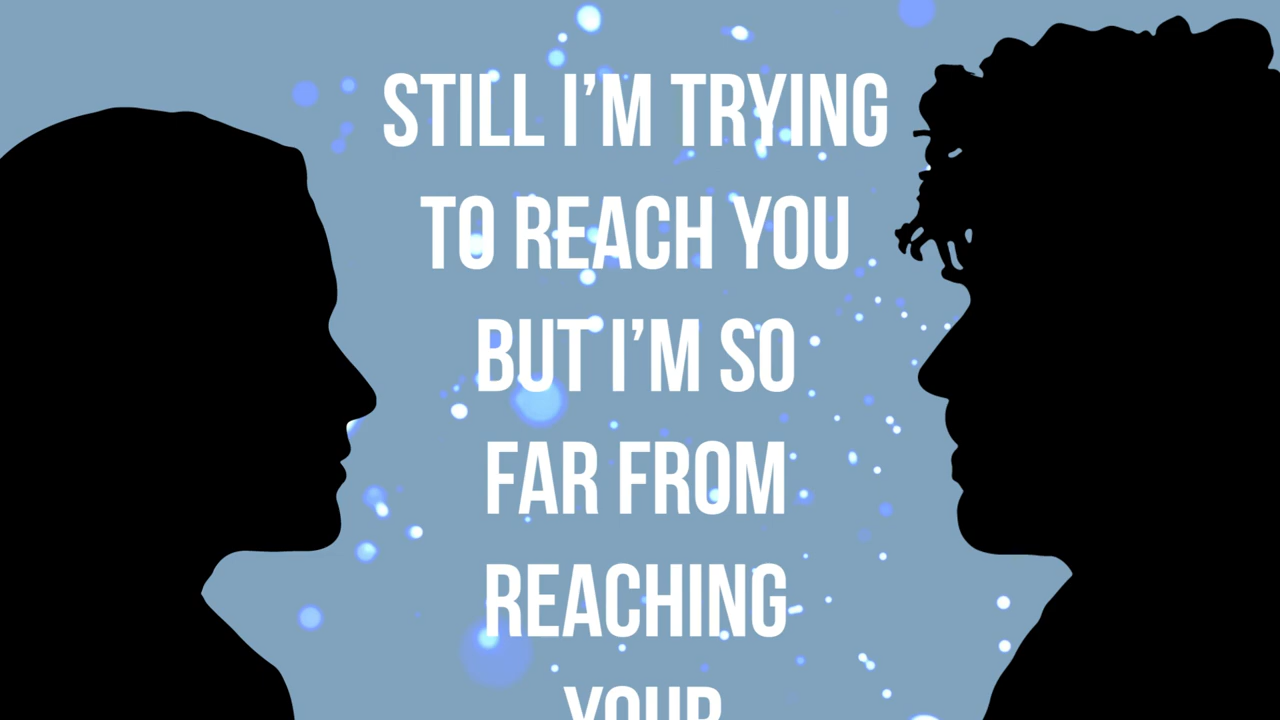 STILL I’M TRYING
TO REACH YOU
BUT I’M SO
FAR FROM
REACHING
YOUR